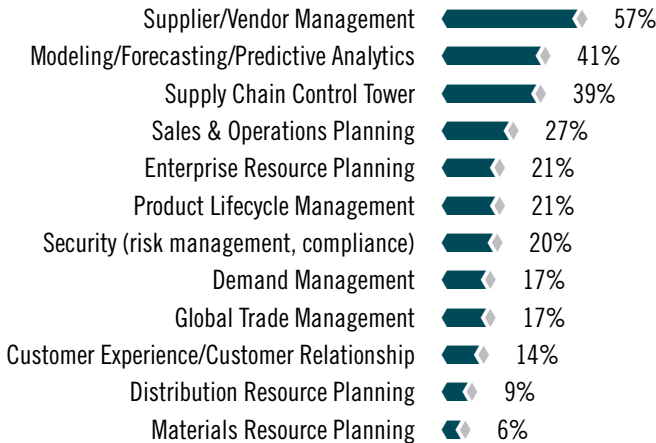 Supplier/Vendor Management 57%
Modeling/Forecasting/Predictive Analytics 41%
Supply Chain Control Tower 39%
Sales & Operations Planning 27%
Enterprise Resource Planning 21%
Product Lifecycle Management 21%
Security (risk management, compliance) 20%
Demand Management 17%
Global Trade Management 17%
Customer Experience/Customer Relationship 14%
Distribution Resource Planning 9%
Materials Resource Planning 6%